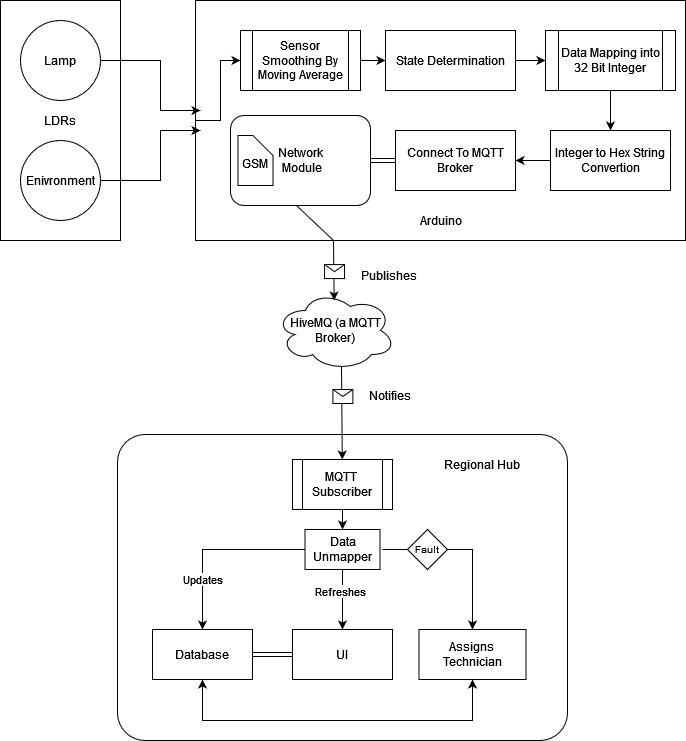 Lamp
LDRs
Enivronment
Sensor
Smoothing By
Moving Average
State Determination
Data Mapping into
32 Bit Integer
GSM
Network
Module
Connect To MQTT
Broker
Integer to Hex String
Convertion
Arduino
Publishes
HiveMQ (a MQTT
Broker)
Notifies
Regional Hub
MQTT
Subscriber
Data
Unmapper
Fault
Updates
Refreshes
Database
UI
Assigns
Technician